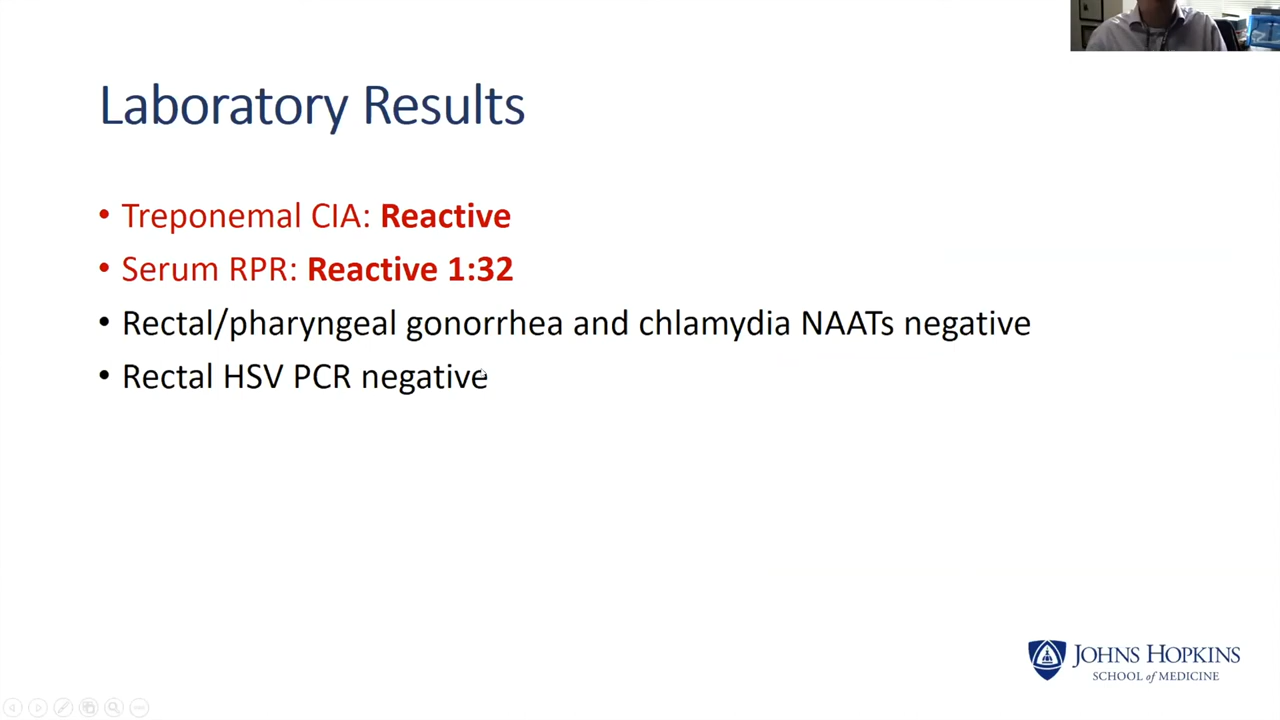 Laboratory Results
• Treponemal CIA: Reactive
• Serum RPR: Reactive 1:32
• Rectal/pharyngeal gonorrhea and chlamydia NAATs negative
• Rectal HSV PCR negative
JOHNS HOPKINS
SCHOOL of MEDICINE